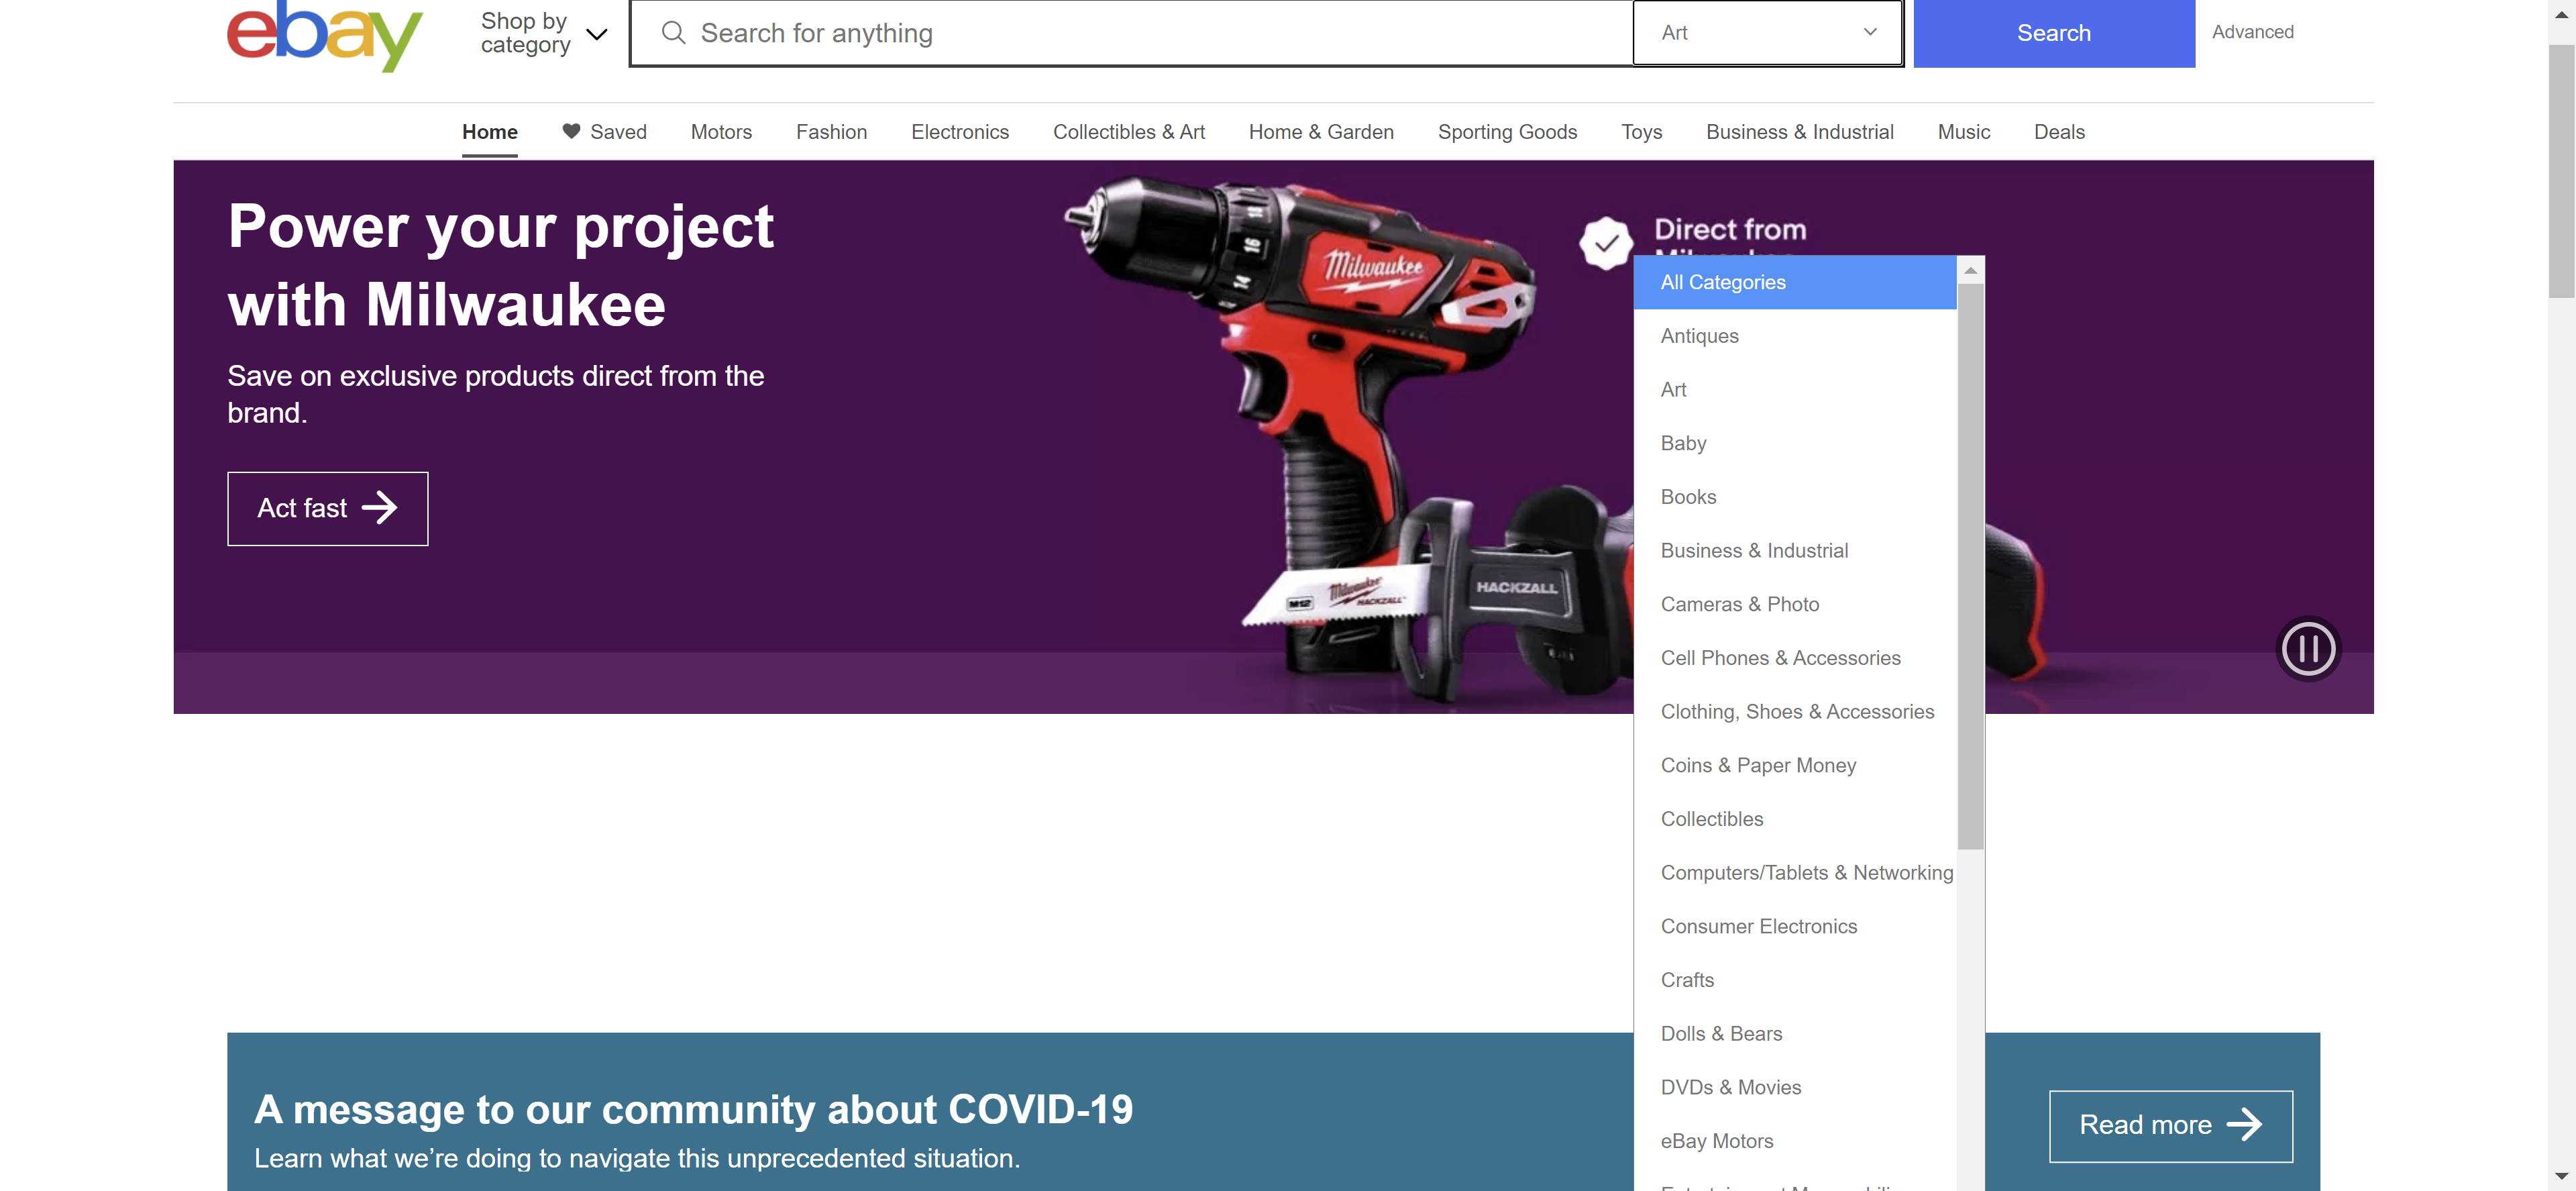 ebay
Shop by
category
Search for anything
Art
Search
Advanced
Home
Saved
Motors
Fashion
Electronics
Collectibles & Art
Home & Garden
Sporting Goods
Toys
Business & Industrial
Music
Deals
Power your project
with Milwaukee
Save on exclusive products direct from the
brand.
Act fast
Milwaukee
16
14
Direct from
Milwaukee
HACKZALL
M12
HACKZALL
All Categories
Antiques
Art
Baby
Books
Business & Industrial
Cameras & Photo
Cell Phones & Accessories
Clothing, Shoes & Accessories
Coins & Paper Money
Collectibles
Computers/Tablets & Networking
Consumer Electronics
Crafts
Dolls & Bears
DVDs & Movies
eBay Motors
A message to our community about COVID-19
Learn what we're doing to navigate this unprecedented situation.
Read more